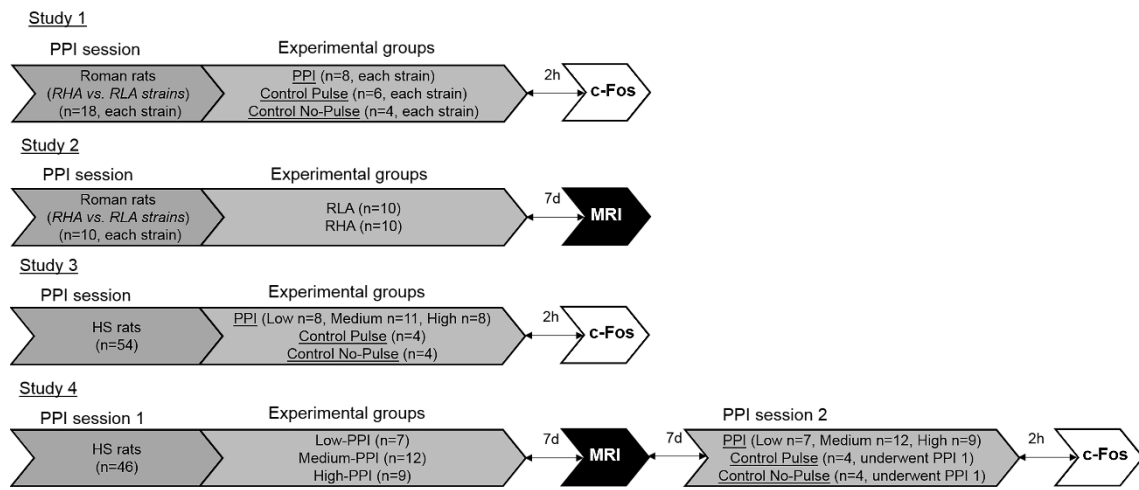 Study 1
PPI session
Experimental groups
Roman rats
(RHA vs. RLA strains)
(n=18, each strain)
PPI (n=8, each strain)
Control Pulse (n=6, each strain)
Control No-Pulse (n=4, each strain)
2h
c-Fos
Study 2
PPI session
Experimental groups
Roman rats
(RHA vs. RLA strains)
(n=10, each strain)
RLA (n=10)
RHA (n=10)
7d
MRI
Study 3
PPI session
Experimental groups
HS rats
(n=54)
PPI (Low n=8, Medium n=11, High n=8)
Control Pulse (n=4)
Control No-Pulse (n=4)
2h
c-Fos
Study 4
PPI session 1
Experimental groups
HS rats
(n=46)
Low-PPI (n=7)
Medium-PPI (n=12)
High-PPI (n=9)
7d
MRI
7d
PPI session 2
PPI (Low n=7, Medium n=12, High n=9)
Control Pulse (n=4, underwent PPI 1)
Control No-Pulse (n=4, underwent PPI 1)
2h
c-Fos